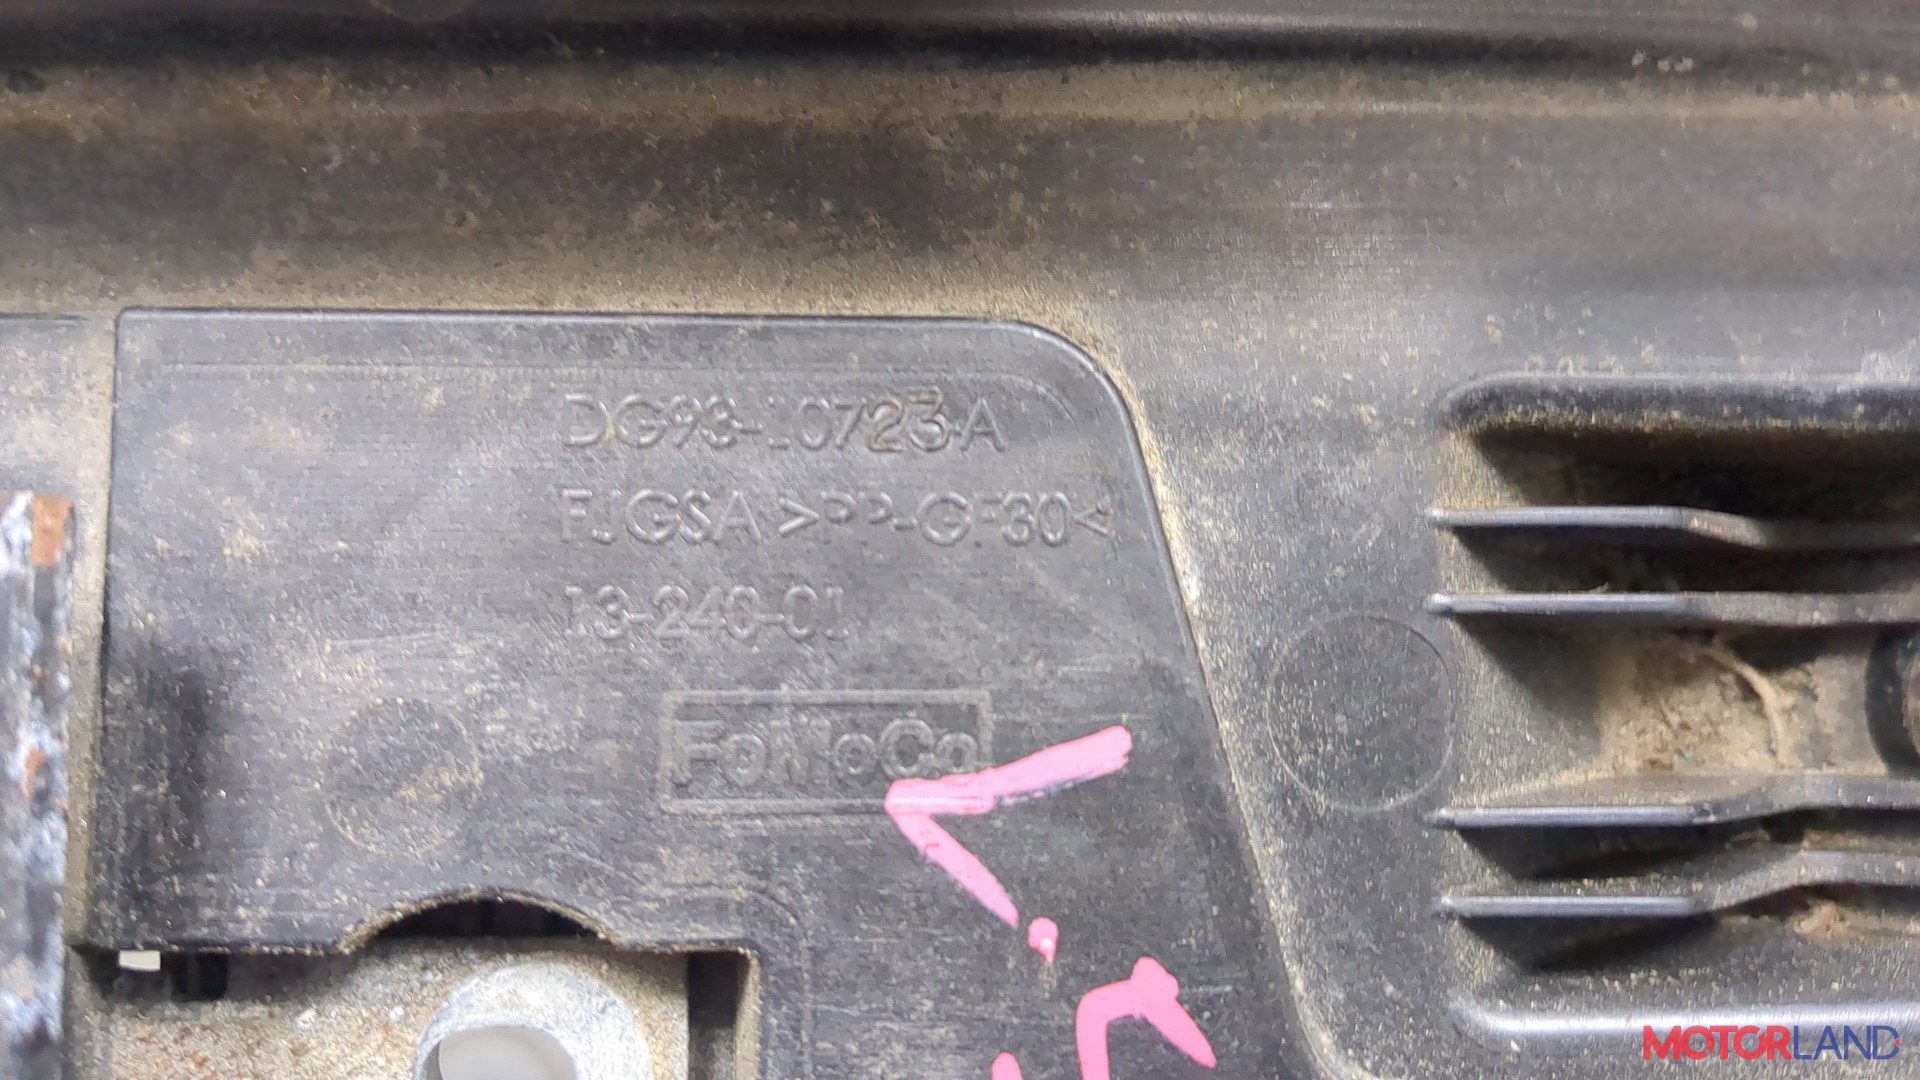 DG93-10723-A
FJGSA >PP-GF30<
13-240-01
FoMoCo
MOTORLAND